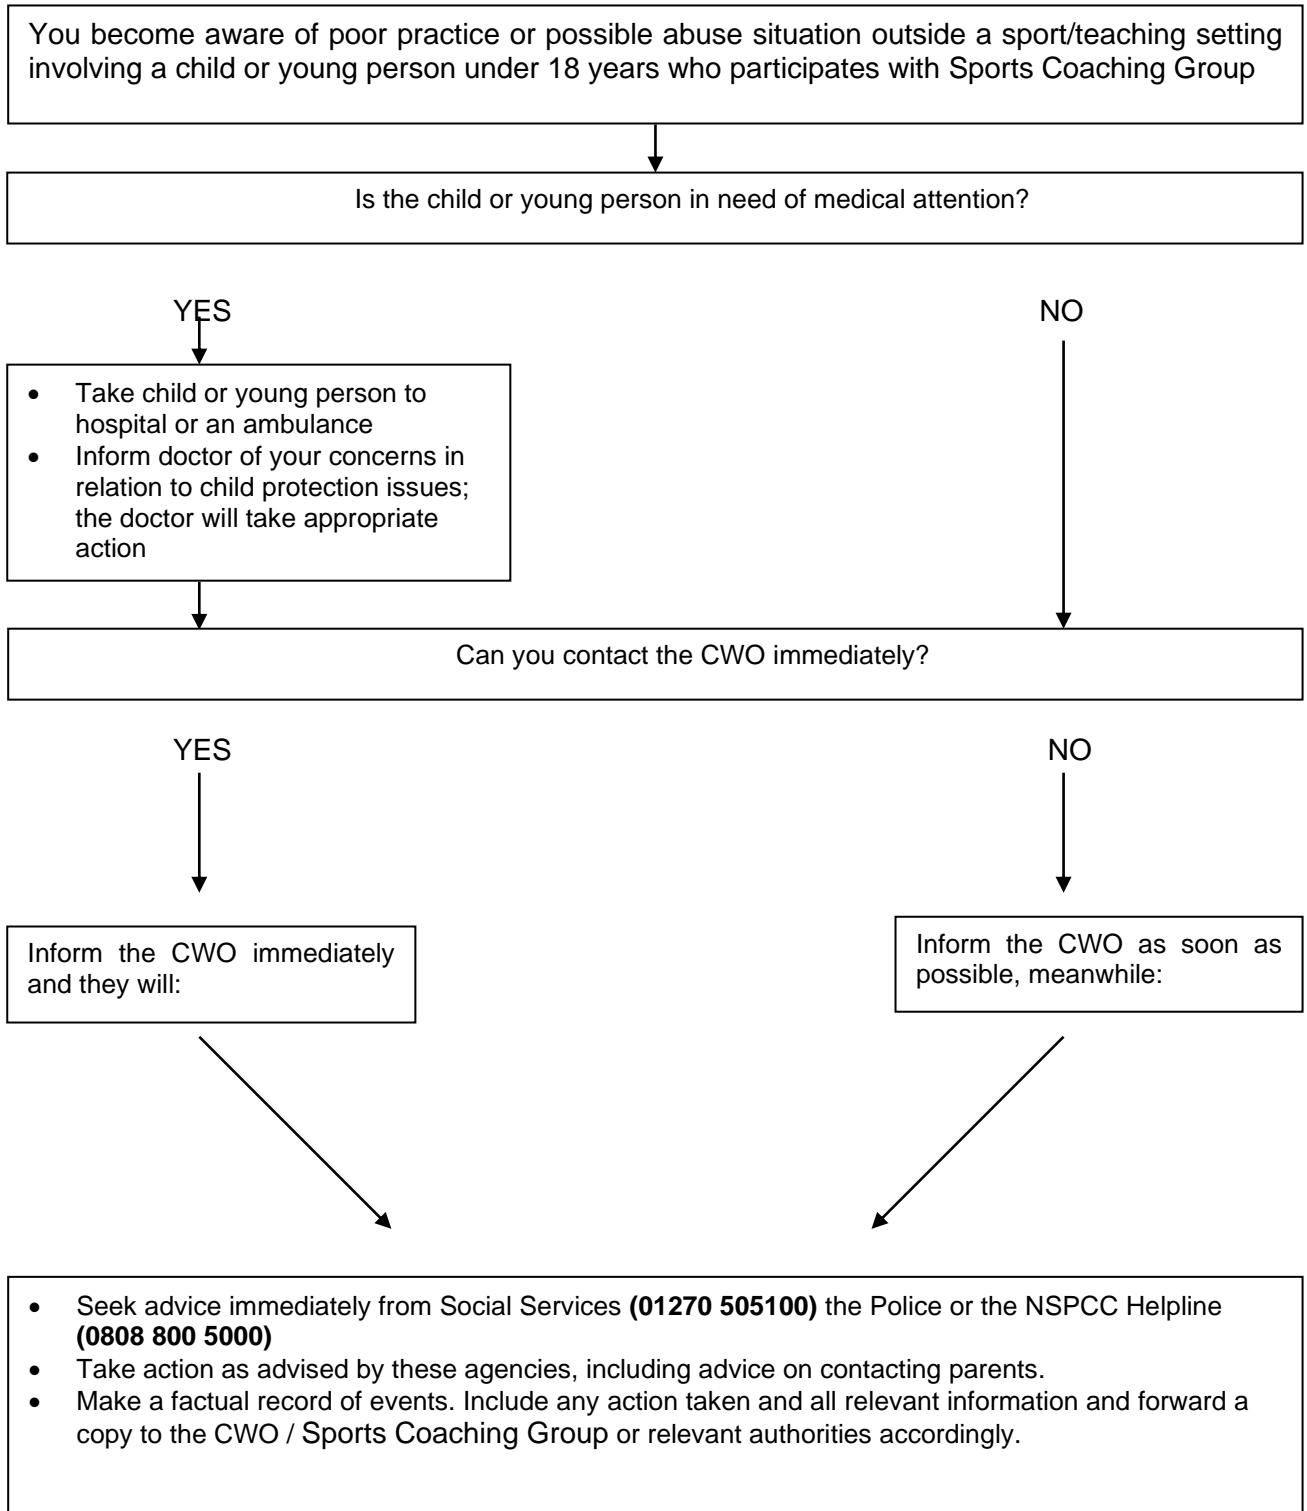 You become aware of poor practice or possible abuse situation outside a sport/teaching setting
involving a child or young person under 18 years who participates with Sports Coaching Group
Is the child or young person in need of medical attention?
YES
NO
• Take child or young person to
hospital or an ambulance
• Inform doctor of your concerns in
relation to child protection issues;
the doctor will take appropriate
action
Can you contact the CWO immediately?
YES
NO
Inform the CWO immediately
and they will:
Inform the CWO as soon as
possible, meanwhile:
• Seek advice immediately from Social Services (01270 505100) the Police or the NSPCC Helpline
(0808 800 5000)
• Take action as advised by these agencies, including advice on contacting parents.
• Make a factual record of events. Include any action taken and all relevant information and forward a
copy to the CWO / Sports Coaching Group or relevant authorities accordingly.